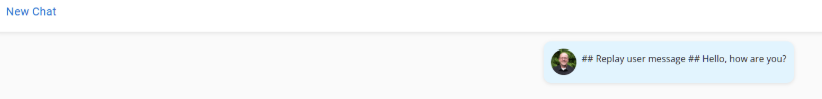 New Chat
## Replay user message ## Hello, how are you?